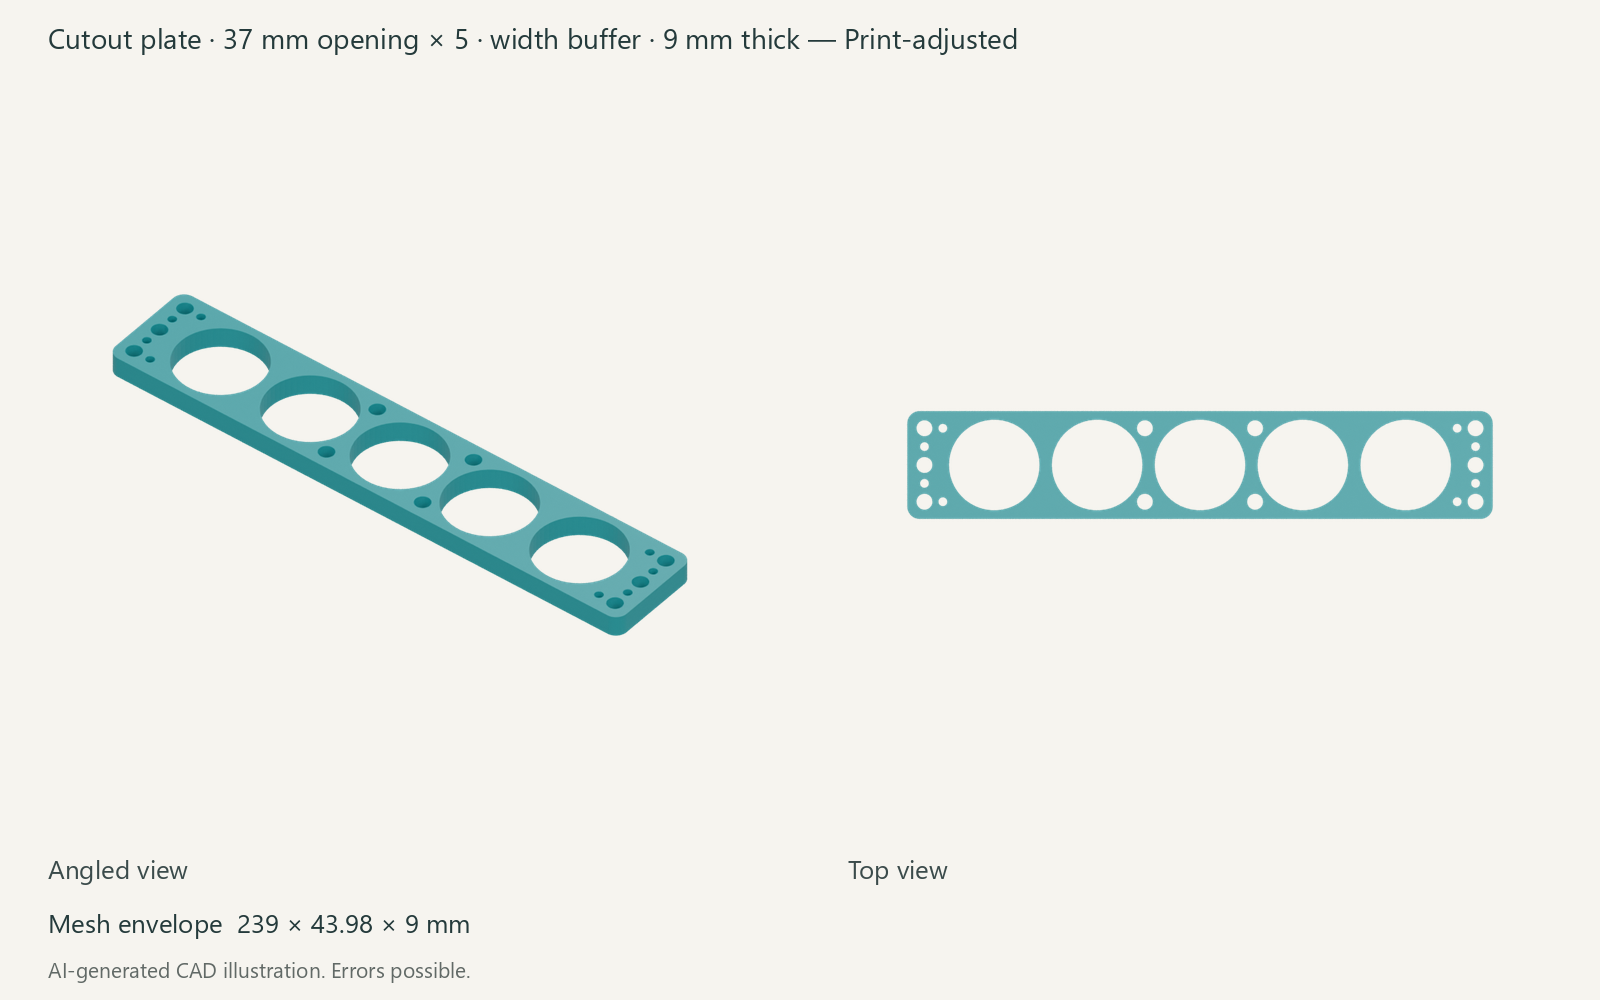 Cutout plate · 37 mm opening × 5 · width buffer · 9 mm thick — Print-adjusted
Angled view
Top view
Mesh envelope 239 × 43.98 × 9 mm
AI-generated CAD illustration. Errors possible.